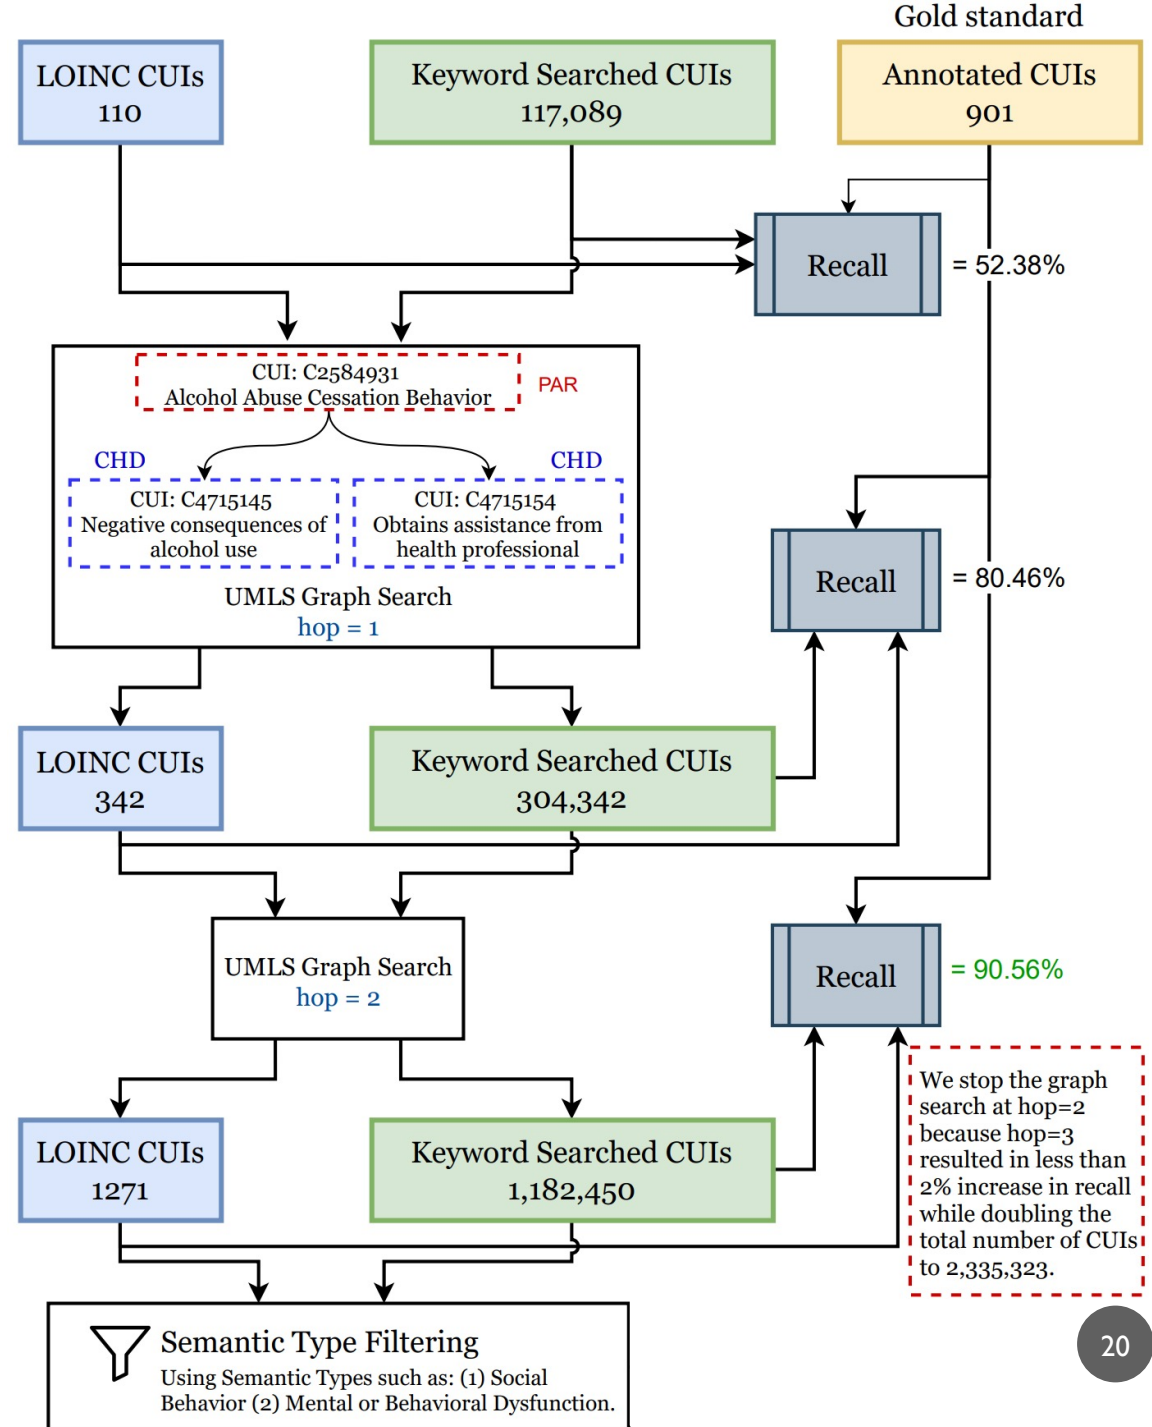 Gold standard
LOINC CUIs
110
Keyword Searched CUIs
117,089
Annotated CUIs
901
Recall
= 52.38%
CUI: C2584931
Alcohol Abuse Cessation Behavior
PAR
CHD
CHD
CUI: C4715145
Negative consequences of
alcohol use
CUI: C4715154
Obtains assistance from
health professional
UMLS Graph Search
hop = 1
Recall
= 80.46%
LOINC CUIs
342
Keyword Searched CUIs
304,342
UMLS Graph Search
hop = 2
Recall
= 90.56%
We stop the graph
search at hop=2
because hop=3
resulted in less than
2% increase in recall
while doubling the
total number of CUIs
to 2,335,323.
LOINC CUIs
1271
Keyword Searched CUIs
1,182,450
Semantic Type Filtering
Using Semantic Types such as: (1) Social
Behavior (2) Mental or Behavioral Dysfunction.
20